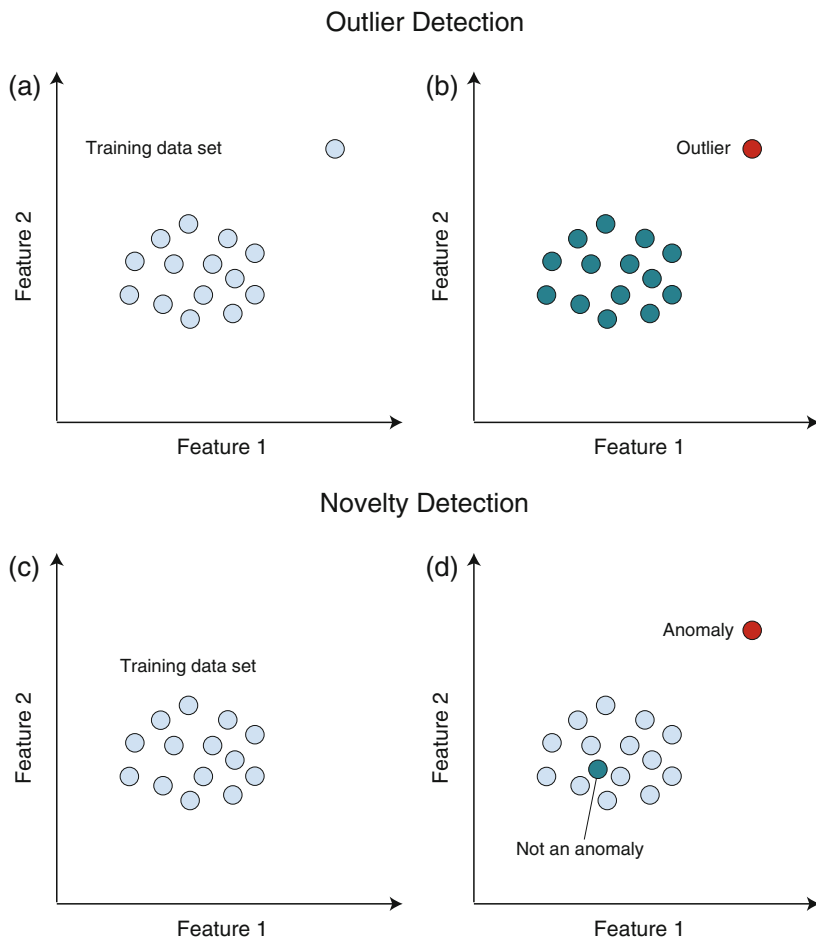 Outlier Detection
(a)
Training data set
Feature 2
Feature 1
(b)
Outlier
Feature 2
Feature 1
Novelty Detection
(c)
Training data set
Feature 2
Feature 1
(d)
Anomaly
Feature 2
Not an anomaly
Feature 1